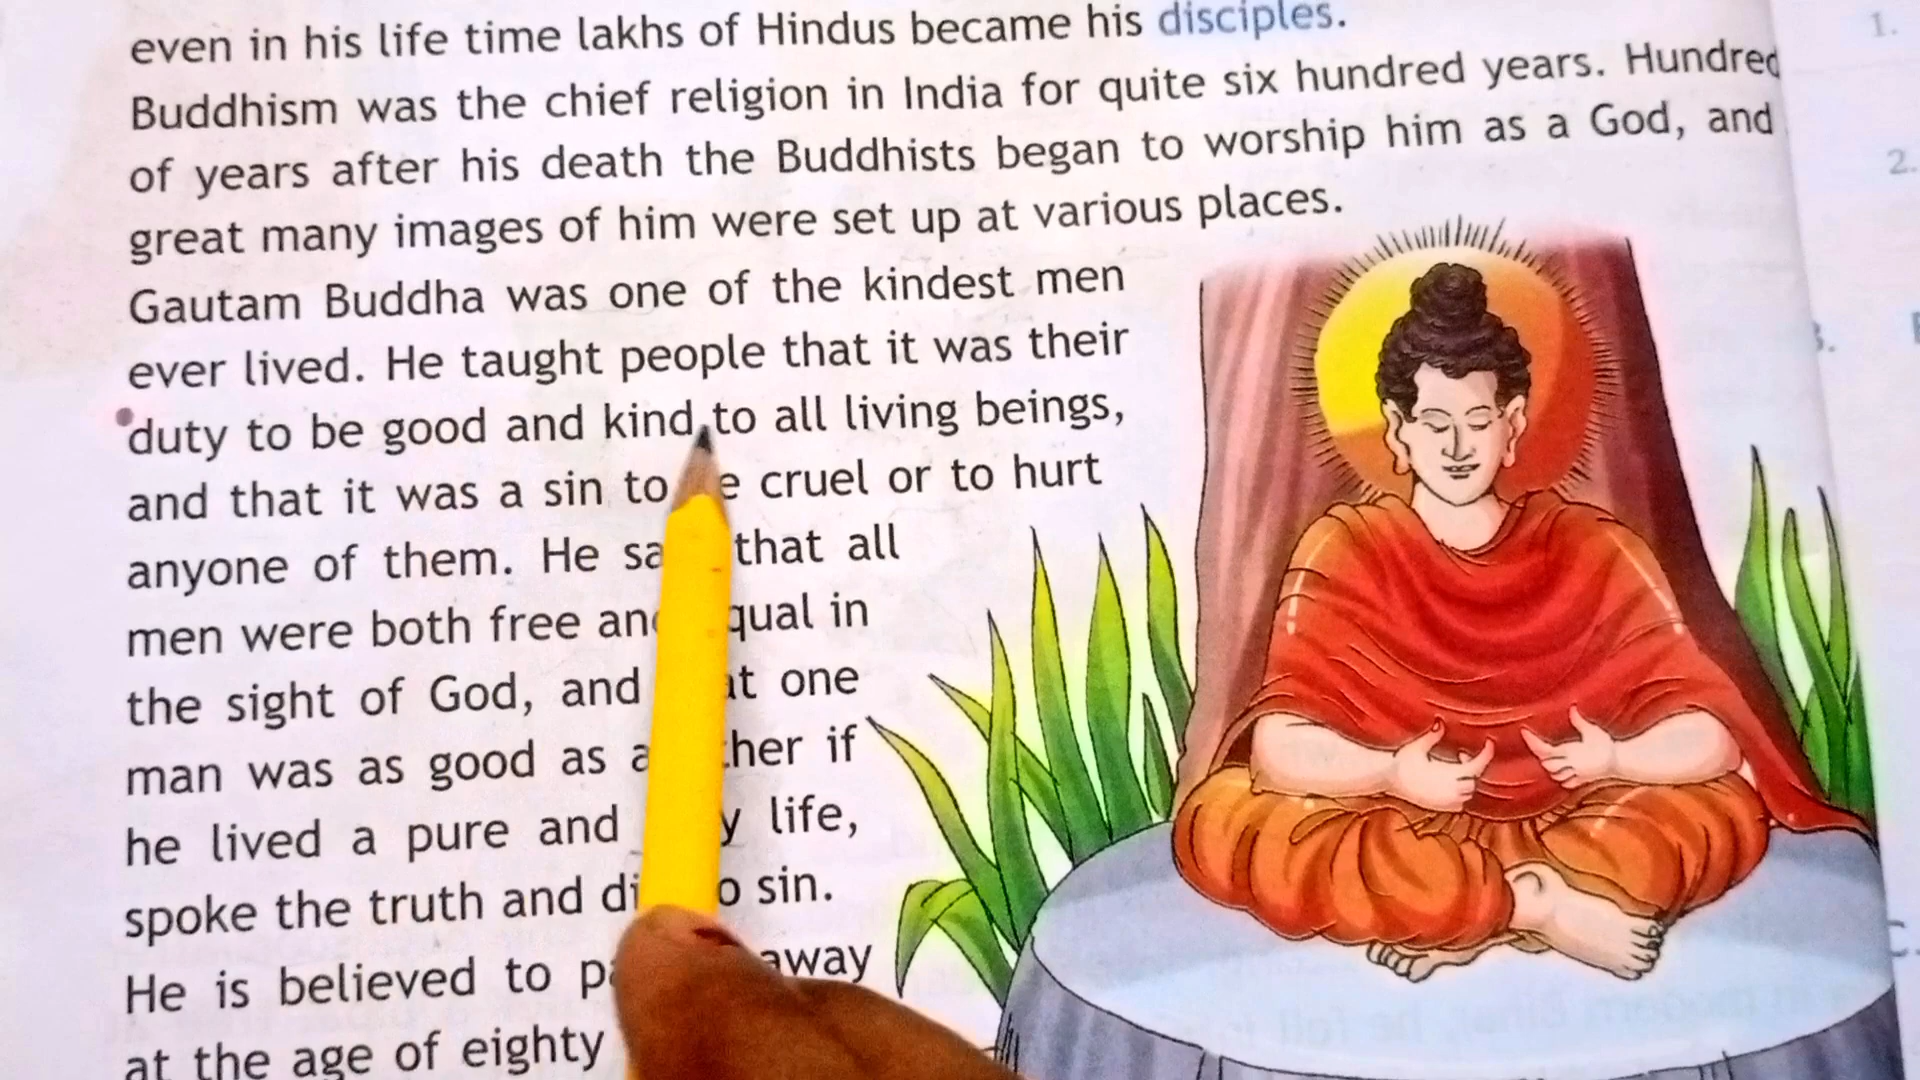 even in his life time lakhs of Hindus became his disciples.
Buddhism was the chief religion in India for quite six hundred years. Hundred
of years after his death the Buddhists began to worship him as a God, and
great many images of him were set up at various places.
Gautam Buddha was one of the kindest men
ever lived. He taught people that it was their
duty to be good and kind to all living beings,
and that it was a sin to cruel or to hurt
anyone of them. He that all
men were both free in
the sight of God, and one
man was as good as if
he lived a pure and life,
spoke the truth and sin.
He is believed to away
at the age of eighty
1.
2.